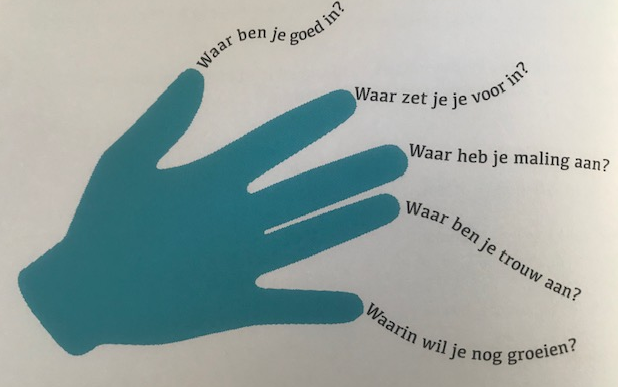 Waar ben je goed in?
Waar zet je je voor in?
Waar heb je maling aan?
Waar ben je trouw aan?
Waarin wil je nog groeien?